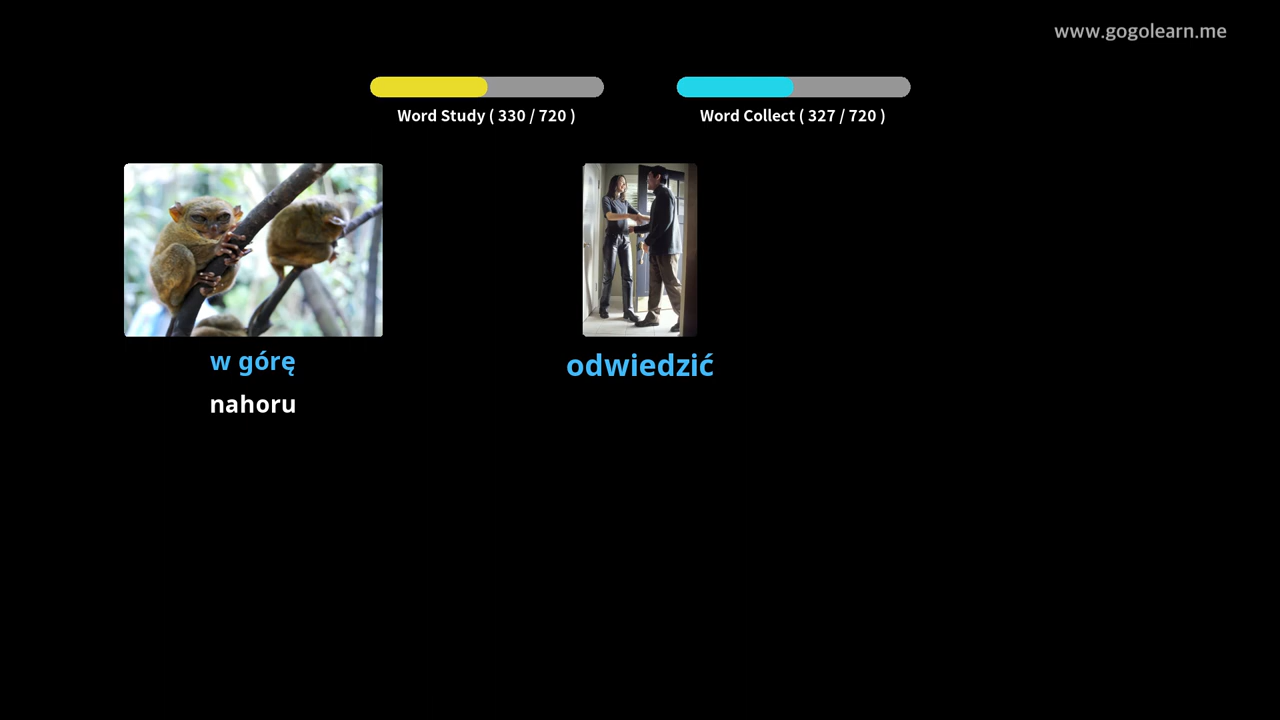 www.gogolearn.me
Word Study ( 330 / 720 )
Word Collect ( 327 / 720 )
w górę
nahoru
odwiedzić